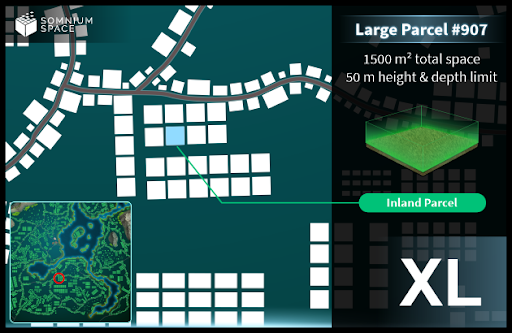 SOMNIUM
SPACE
Large Parcel #907
1500 m² total space
50 m height & depth limit
Inland Parcel
XL